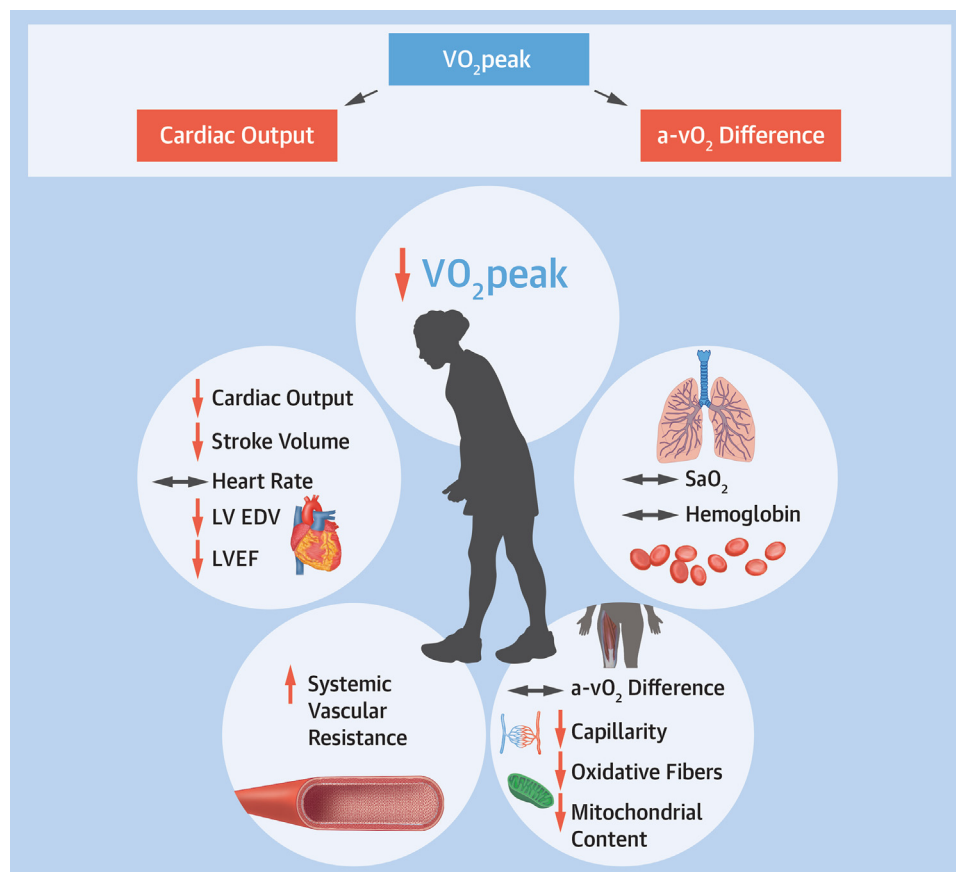 VO₂peak
Cardiac Output
a-vO₂ Difference
VO₂peak
Cardiac Output
Stroke Volume
Heart Rate
LV EDV
LVEF
SaO₂
Hemoglobin
Systemic
Vascular
Resistance
a-vO₂ Difference
Capillarity
Oxidative Fibers
Mitochondrial
Content